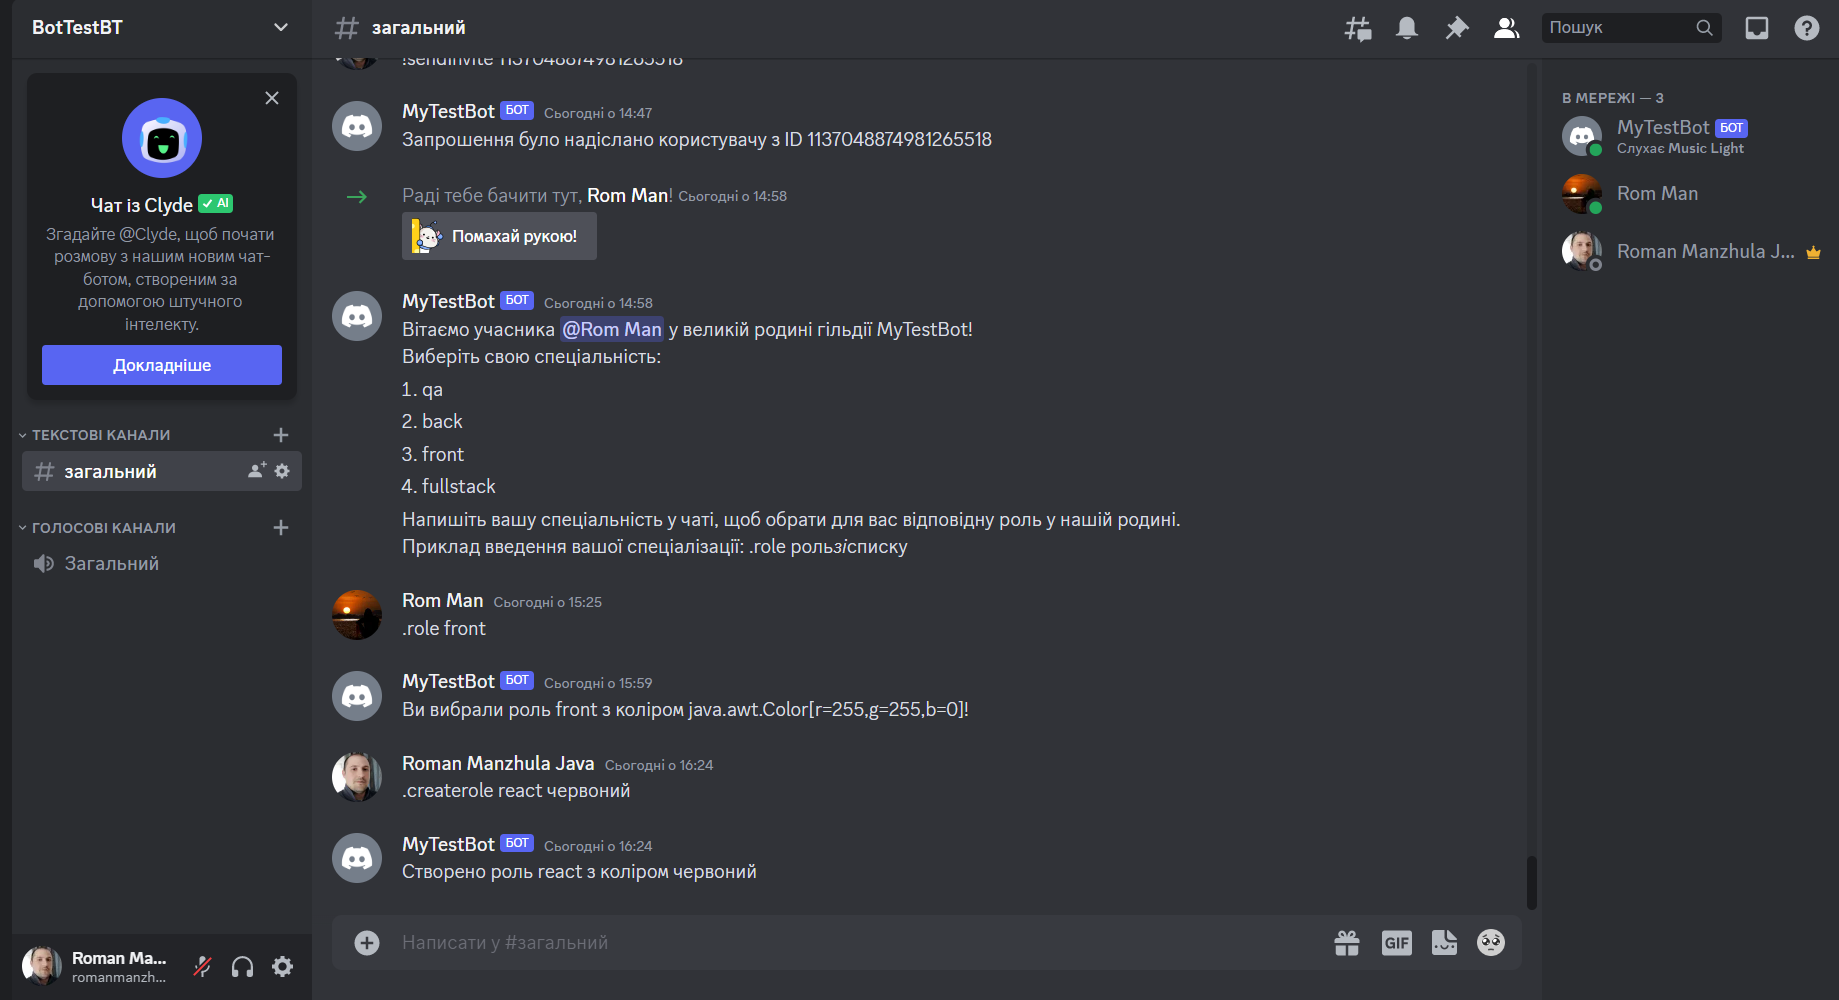 BotTestBT
Чат із Clyde
AI
Згадайте @Clyde, щоб почати
розмову з нашим новим чат-
ботом, створеним за
допомогою штучного
інтелекту.
Докладніше
ТЕКСТОВІ КАНАЛИ
загальний
ГОЛОСОВІ КАНАЛИ
Загальний
Roman Ma...
romanmanzh...
загальний
Пошук
!sendinvite 1137048874981265518
MyTestBot БОТ Сьогодні о 14:47
Запрошення було надіслано користувачу з ID 1137048874981265518
Раді тебе бачити тут, Rom Man! Сьогодні о 14:58
Помахай рукою!
MyTestBot БОТ Сьогодні о 14:58
Вітаємо учасника @Rom Man у великій родині гільдії MyTestBot!
Виберіть свою спеціальність:
1. qa
2. back
3. front
4. fullstack
Напишіть вашу спеціальність у чаті, щоб обрати для вас відповідну роль у нашій родині.
Приклад введення вашої спеціалізації: .role рользісписку
Rom Man Сьогодні о 15:25
.role front
MyTestBot БОТ Сьогодні о 15:59
Ви вибрали роль front з коліром java.awt.Color[r=255,g=255,b=0]!
Roman Manzhula Java Сьогодні о 16:24
.createrole react червоний
MyTestBot БОТ Сьогодні о 16:24
Створено роль react з коліром червоний
Написати у #загальний
GIF
В МЕРЕЖІ — 3
MyTestBot БОТ
Слухає Music Light
Rom Man
Roman Manzhula J...